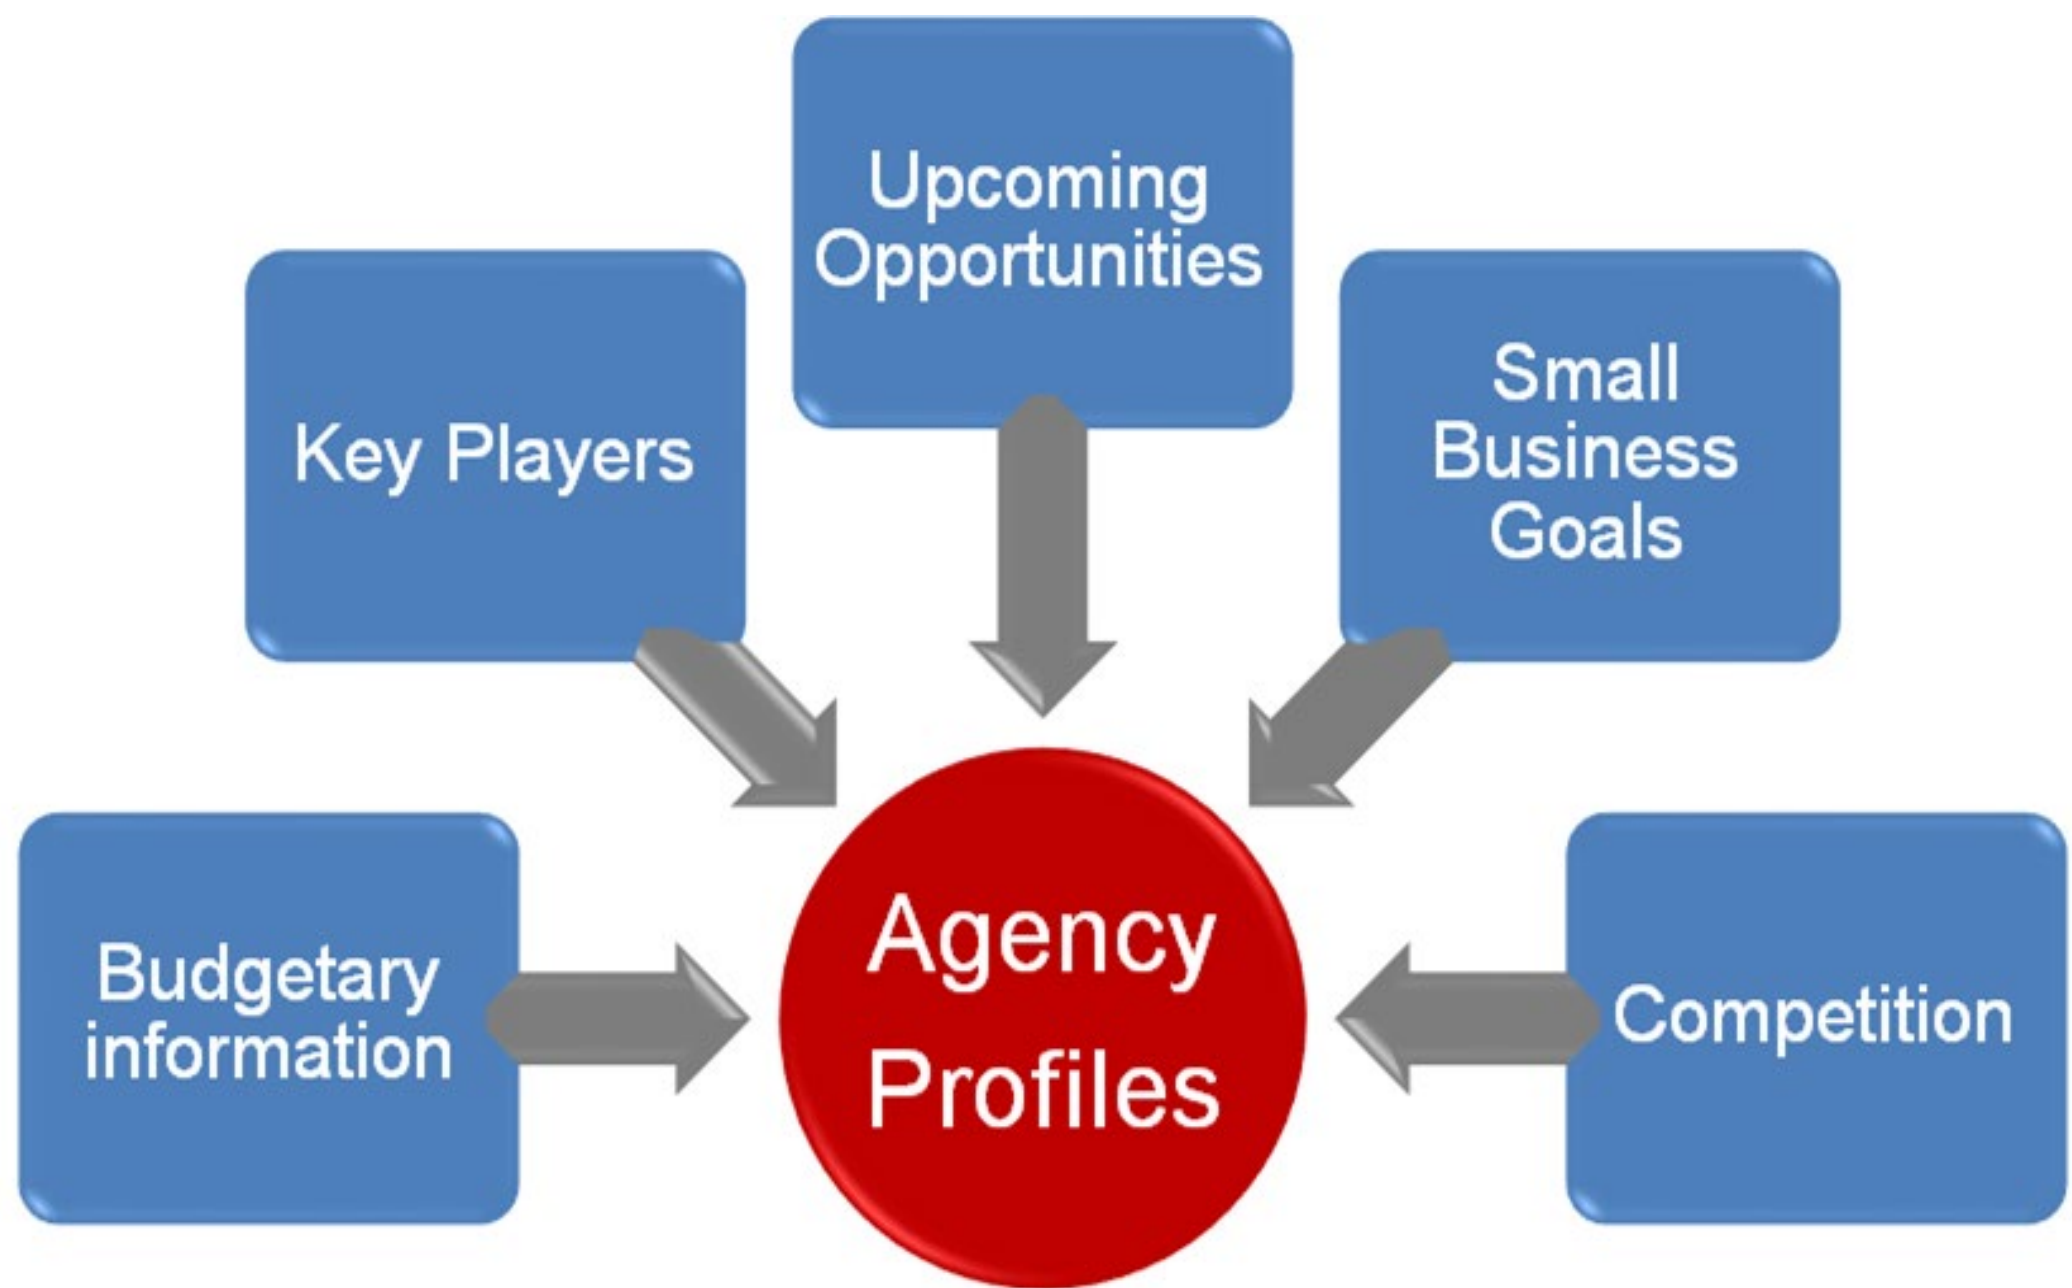 Upcoming
Opportunities
Key Players
Small
Business
Goals
Budgetary
information
Agency
Profiles
Competition